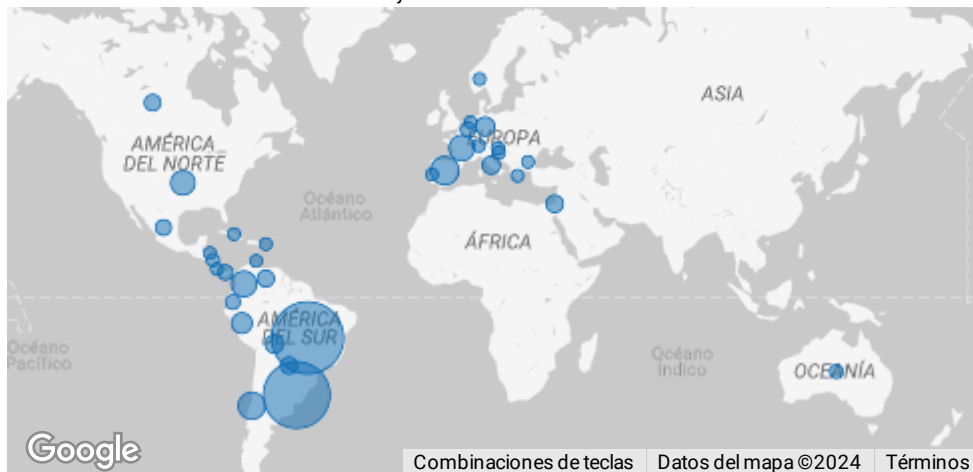 ASIA
AMÉRICA
DEL NORTE
EUROPA
Océano
Atlántico
ÁFRICA
AMÉRICA
DEL SUR
Océano
Pacífico
Océano
Índico
OCEANÍA
Google
Combinaciones de teclas
Datos del mapa ©2024
Términos